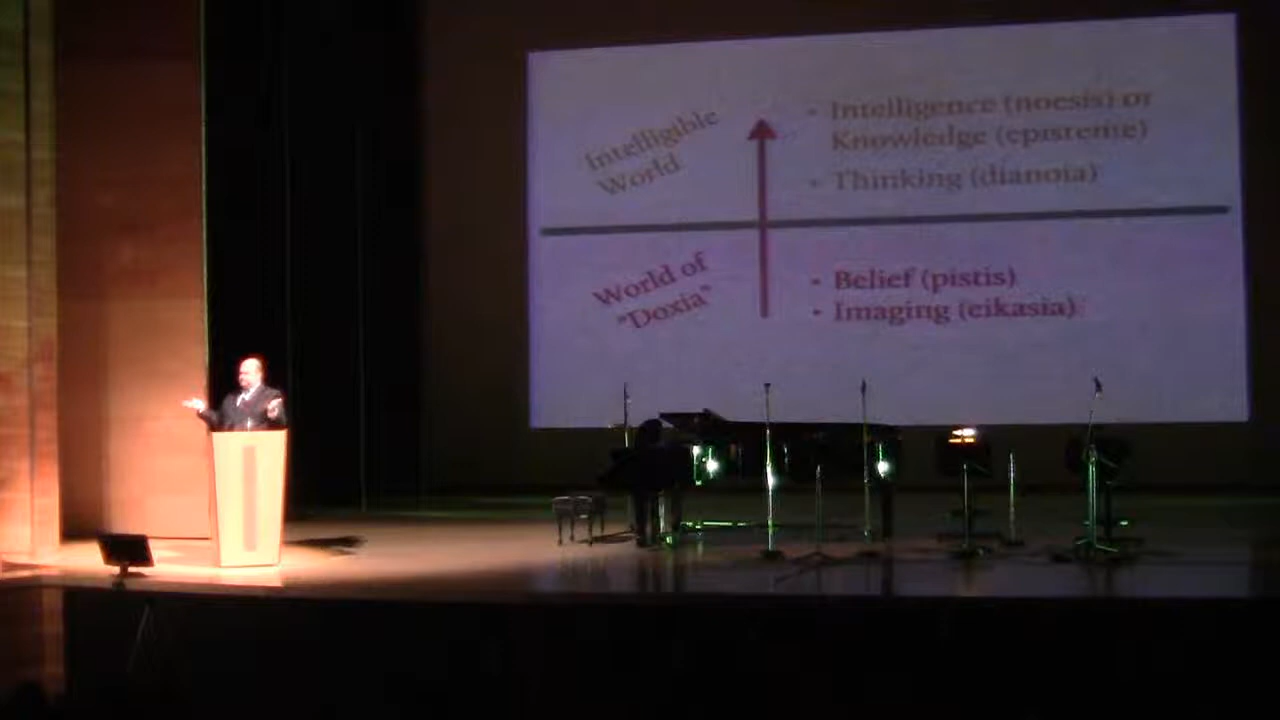 Intelligible
World
• Intelligence (noesis) or
Knowledge (episteme)
• Thinking (dianoia)
World of
"Doxia"
• Belief (pistis)
• Imaging (eikasia)